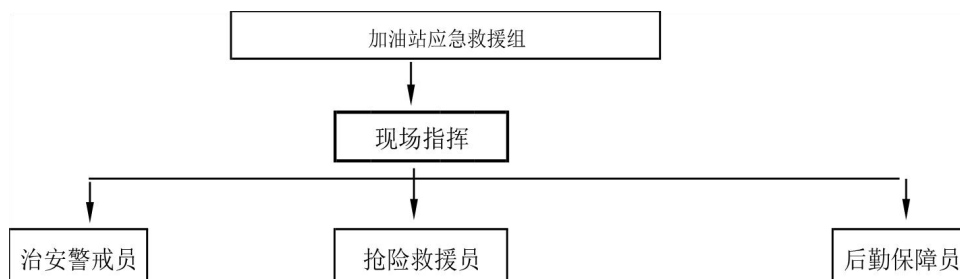 加油站应急救援组
现场指挥
治安警戒员
抢险救援员
后勤保障员